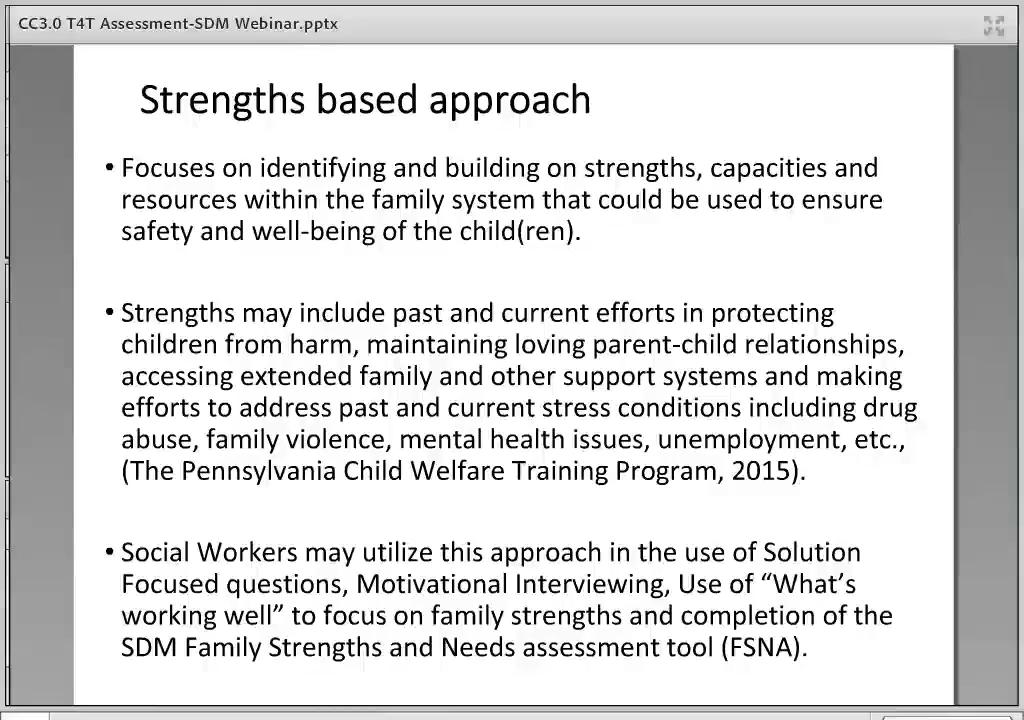 CC3.0 T4T Assessment-SDM Webinar.pptx
Strengths based approach
• Focuses on identifying and building on strengths, capacities and
resources within the family system that could be used to ensure
safety and well-being of the child(ren).
• Strengths may include past and current efforts in protecting
children from harm, maintaining loving parent-child relationships,
accessing extended family and other support systems and making
efforts to address past and current stress conditions including drug
abuse, family violence, mental health issues, unemployment, etc.,
(The Pennsylvania Child Welfare Training Program, 2015).
• Social Workers may utilize this approach in the use of Solution
Focused questions, Motivational Interviewing, Use of “What’s
working well” to focus on family strengths and completion of the
SDM Family Strengths and Needs assessment tool (FSNA).